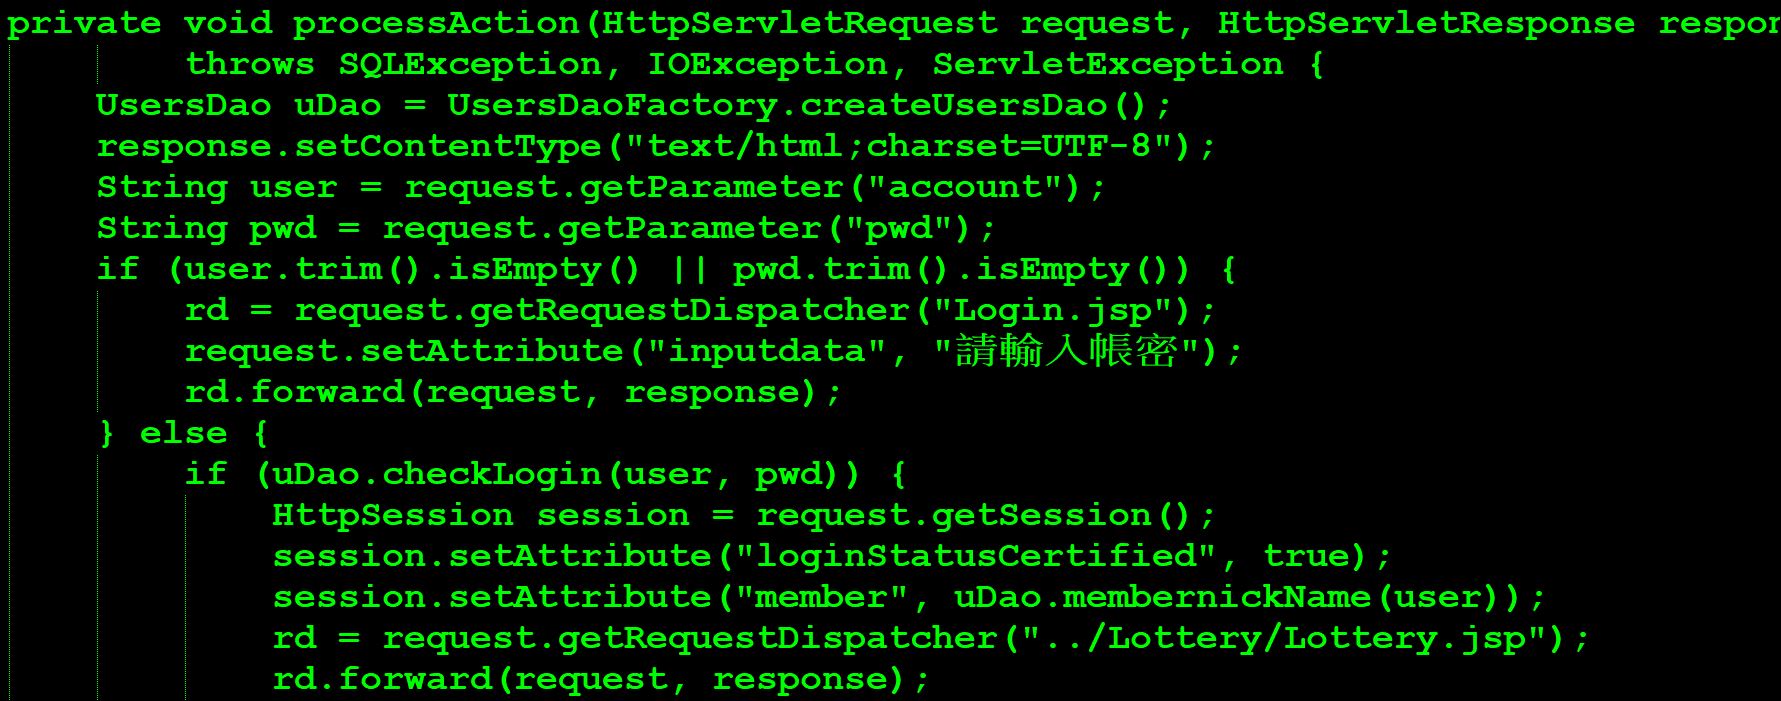 private void processAction(HttpServletRequest request, HttpServletResponse respon
throws SQLException, IOException, ServletException {
UsersDao uDao = UsersDaoFactory.createUsersDao();
response.setContentType("text/html;charset=UTF-8");
String user = request.getParameter("account");
String pwd = request.getParameter("pwd");
if (user.trim().isEmpty() || pwd.trim().isEmpty()) {
rd = request.getRequestDispatcher("Login.jsp");
request.setAttribute("inputdata", "請輸入帳密");
rd.forward(request, response);
} else {
if (uDao.checkLogin(user, pwd)) {
HttpSession session = request.getSession();
session.setAttribute("loginStatusCertified", true);
session.setAttribute("member", uDao.membernickName(user));
rd = request.getRequestDispatcher("../Lottery/Lottery.jsp");
rd.forward(request, response);